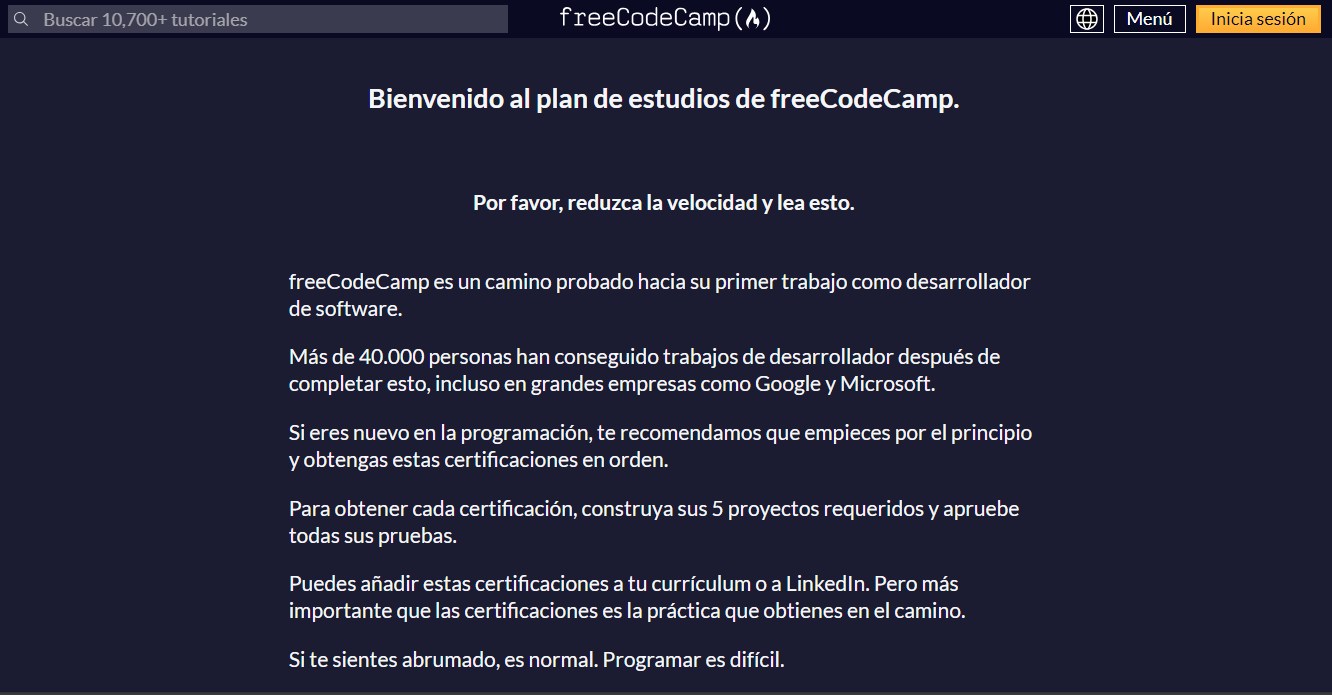 Buscar 10,700+ tutoriales
freeCodeCamp
Menú
Inicia sesión
Bienvenido al plan de estudios de freeCodeCamp.
Por favor, reduzca la velocidad y lea esto.
freeCodeCamp es un camino probado hacia su primer trabajo como desarrollador
de software.
Más de 40.000 personas han conseguido trabajos de desarrollador después de
completar esto, incluso en grandes empresas como Google y Microsoft.
Si eres nuevo en la programación, te recomendamos que empieces por el principio
y obtengas estas certificaciones en orden.
Para obtener cada certificación, construya sus 5 proyectos requeridos y apruebe
todas sus pruebas.
Puedes añadir estas certificaciones a tu currículum o a LinkedIn. Pero más
importante que las certificaciones es la práctica que obtienes en el camino.
Si te sientes abrumado, es normal. Programar es difícil.